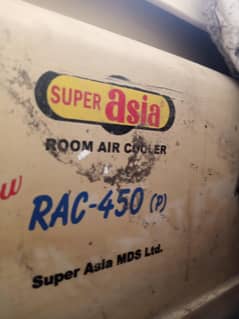 SUPER asia
ROOM AIR COOLER
RAC-450 (P)
Super Asia MDS Ltd.